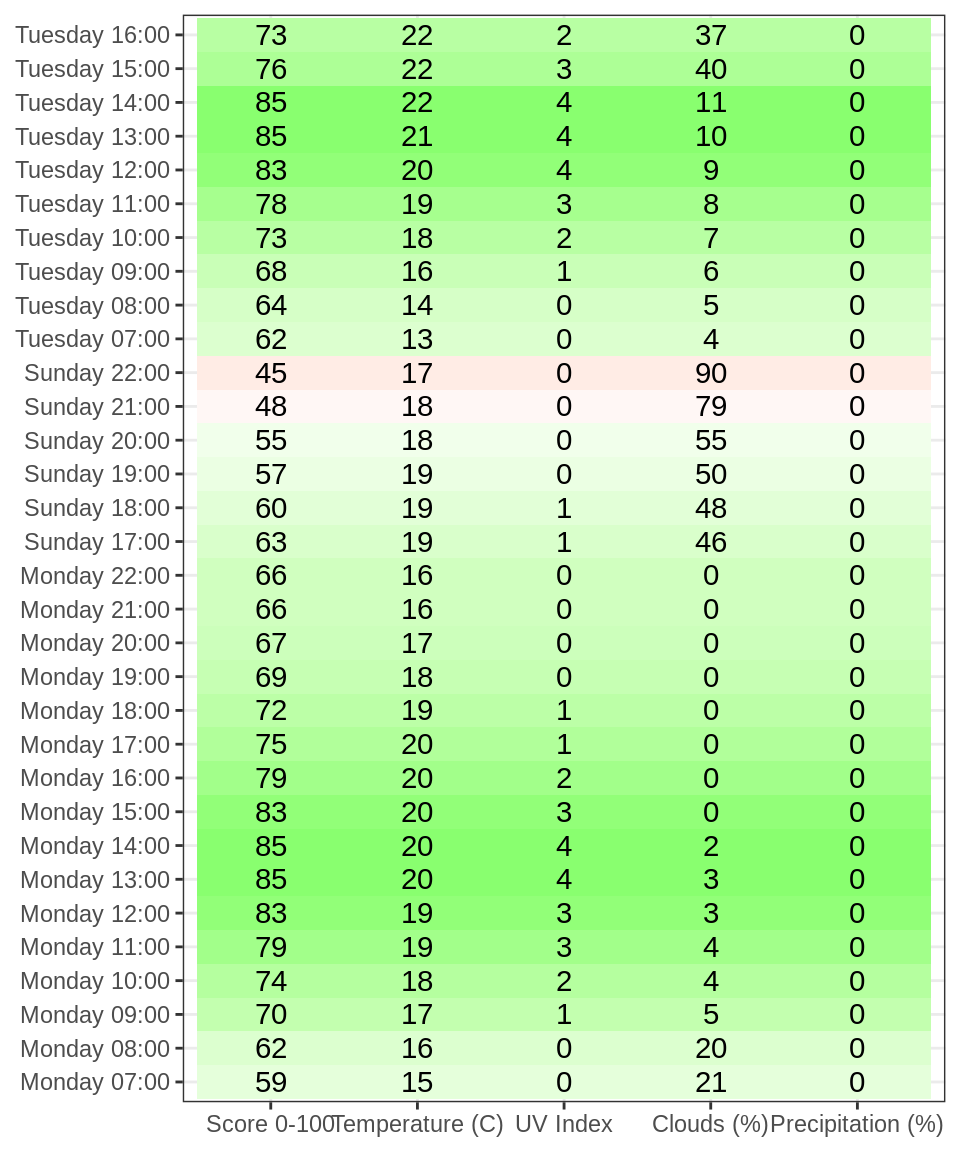 Tuesday 16:00 73 22 2 37 0
Tuesday 15:00 76 22 3 40 0
Tuesday 14:00 85 22 4 11 0
Tuesday 13:00 85 21 4 10 0
Tuesday 12:00 83 20 4 9 0
Tuesday 11:00 78 19 3 8 0
Tuesday 10:00 73 18 2 7 0
Tuesday 09:00 68 16 1 6 0
Tuesday 08:00 64 14 0 5 0
Tuesday 07:00 62 13 0 4 0
Sunday 22:00 45 17 0 90 0
Sunday 21:00 48 18 0 79 0
Sunday 20:00 55 18 0 55 0
Sunday 19:00 57 19 0 50 0
Sunday 18:00 60 19 1 48 0
Sunday 17:00 63 19 1 46 0
Monday 22:00 66 16 0 0 0
Monday 21:00 66 16 0 0 0
Monday 20:00 67 17 0 0 0
Monday 19:00 69 18 0 0 0
Monday 18:00 72 19 1 0 0
Monday 17:00 75 20 1 0 0
Monday 16:00 79 20 2 0 0
Monday 15:00 83 20 3 0 0
Monday 14:00 85 20 4 2 0
Monday 13:00 85 20 4 3 0
Monday 12:00 83 19 3 3 0
Monday 11:00 79 19 3 4 0
Monday 10:00 74 18 2 4 0
Monday 09:00 70 17 1 5 0
Monday 08:00 62 16 0 20 0
Monday 07:00 59 15 0 21 0
Score 0-100 Temperature (C) UV Index Clouds (%) Precipitation (%)